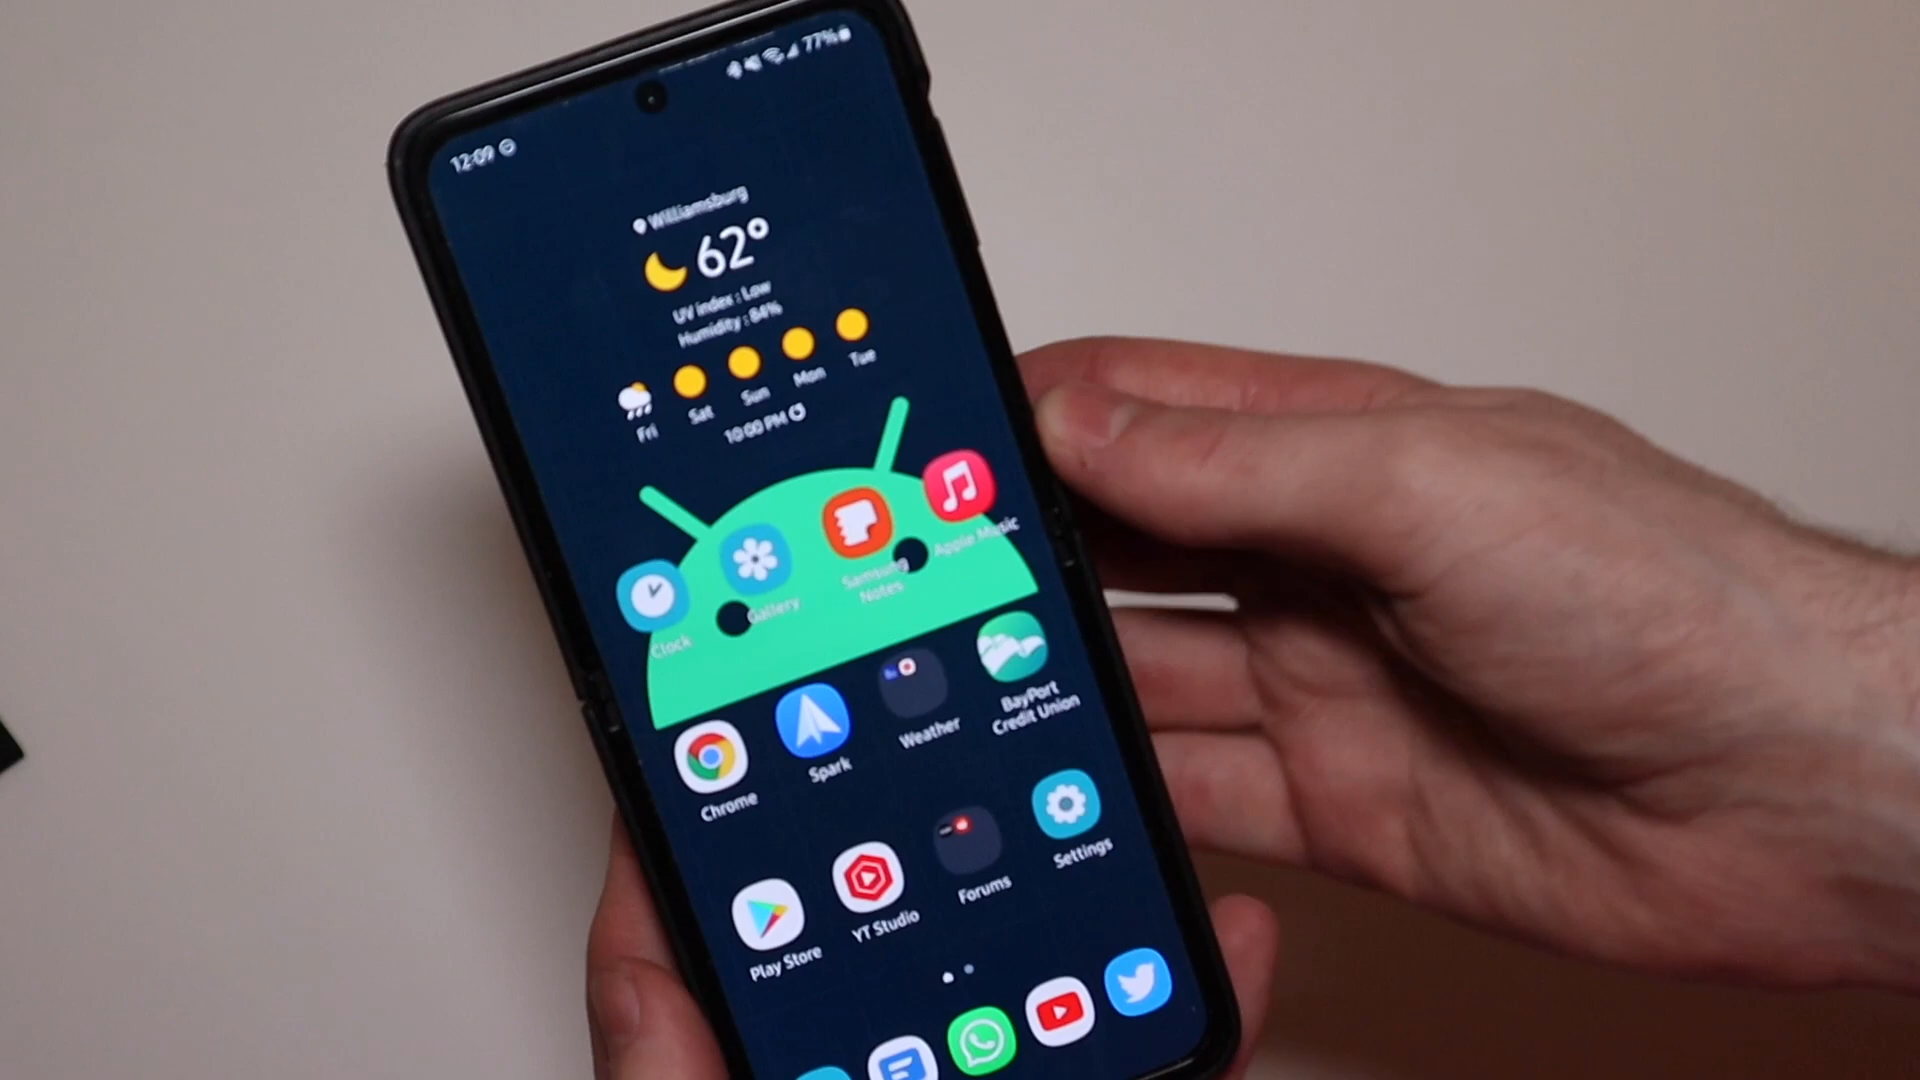 77%
12:09
Williamsburg
62°
UV index : Low
Humidity : 84%
Fri
Sat
Sun
Mon
Tue
10:00 PM
Clock
Gallery
Samsung
Notes
Apple Music
Chrome
Spark
Weather
BayPort
Credit Union
Play Store
YT Studio
Forums
Settings